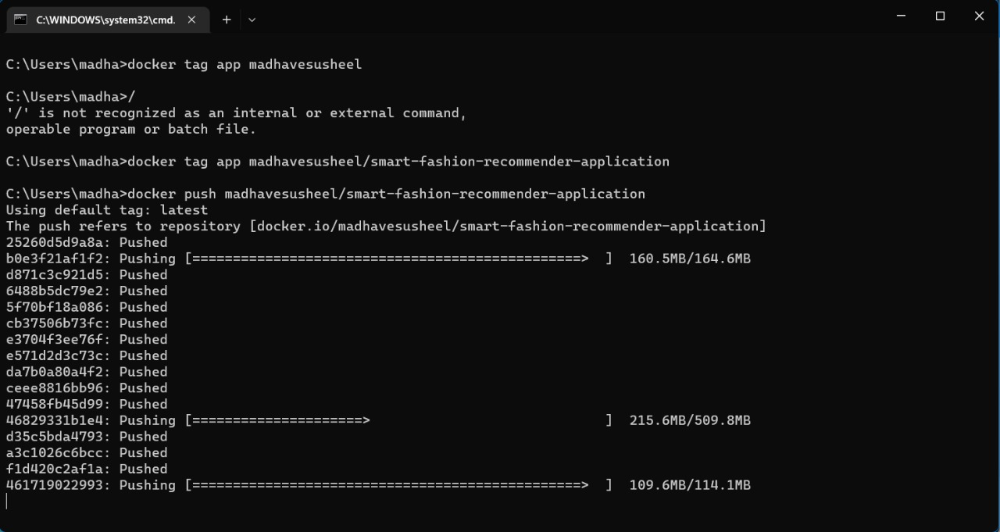 C:\WINDOWS\system32\cmd.
C:\Users\madha>docker tag app madhavesusheel
C:\Users\madha>/
'/' is not recognized as an internal or external command,
operable program or batch file.
C:\Users\madha>docker tag app madhavesusheel/smart-fashion-recommender-application
C:\Users\madha>docker push madhavesusheel/smart-fashion-recommender-application
Using default tag: latest
The push refers to repository [docker.io/madhavesusheel/smart-fashion-recommender-application]
25260d5d9a8a: Pushed
b0e3f21af1f2: Pushing [================================================>  ]  160.5MB/164.6MB
d871c3c921d5: Pushed
6488b5dc79e2: Pushed
5f70bf18a086: Pushed
cb37506b73fc: Pushed
e3704f3ee76f: Pushed
e571d2d3c73c: Pushed
da7b0a80a4f2: Pushed
ceee8816bb96: Pushed
47458fb45d99: Pushed
46829331b1e4: Pushing [=====================>                             ]  215.6MB/509.8MB
d35c5bda4793: Pushed
a3c1026c6bcc: Pushed
f1d420c2af1a: Pushed
461719022993: Pushing [================================================>  ]  109.6MB/114.1MB